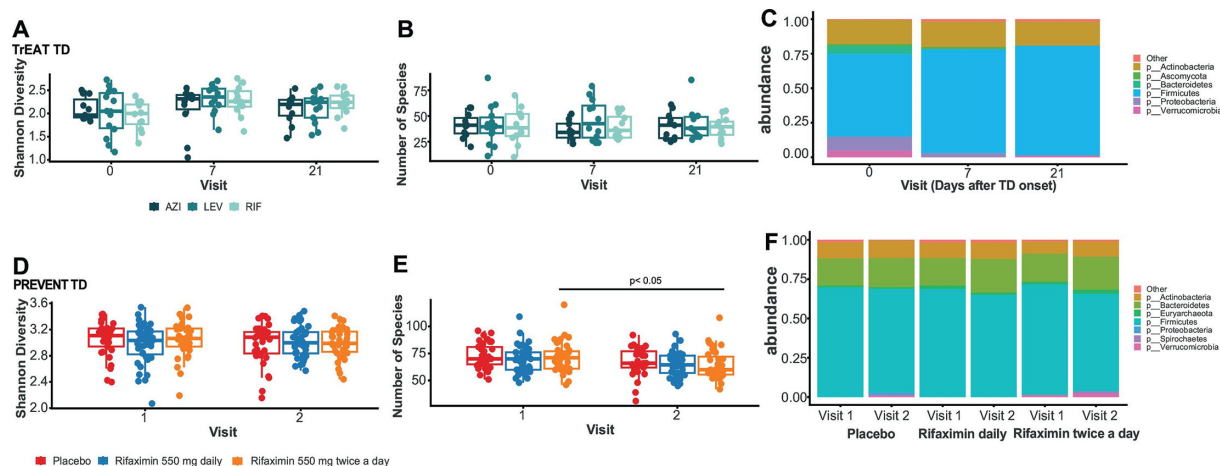 A
TrEAT TD
Shannon Diversity
2.5
2.0
1.5
1.0
0
7
21
Visit
AZI LEV RIF
B
Number of Species
75
50
25
0
7
21
Visit
C
abundance
1.00
0.75
0.50
0.25
0.00
0
7
21
Visit (Days after TD onset)
Other
p__Actinobacteria
p__Ascomycota
p__Bacteroidetes
p__Firmicutes
p__Proteobacteria
p__Verrucomicrobia
D
PREVENT TD
Shannon Diversity
3.6
3.2
2.8
2.4
2.0
1
2
Visit
Placebo Rifaximin 550 mg daily Rifaximin 550 mg twice a day
E
p< 0.05
Number of Species
100
75
50
1
2
Visit
F
abundance
1.00
0.75
0.50
0.25
0.00
Visit 1 Visit 2 Visit 1 Visit 2 Visit 1 Visit 2
Placebo Rifaximin daily Rifaximin twice a day
Other
p__Actinobacteria
p__Bacteroidetes
p__Euryarchaeota
p__Firmicutes
p__Proteobacteria
p__Spirochaetes
p__Verrucomicrobia